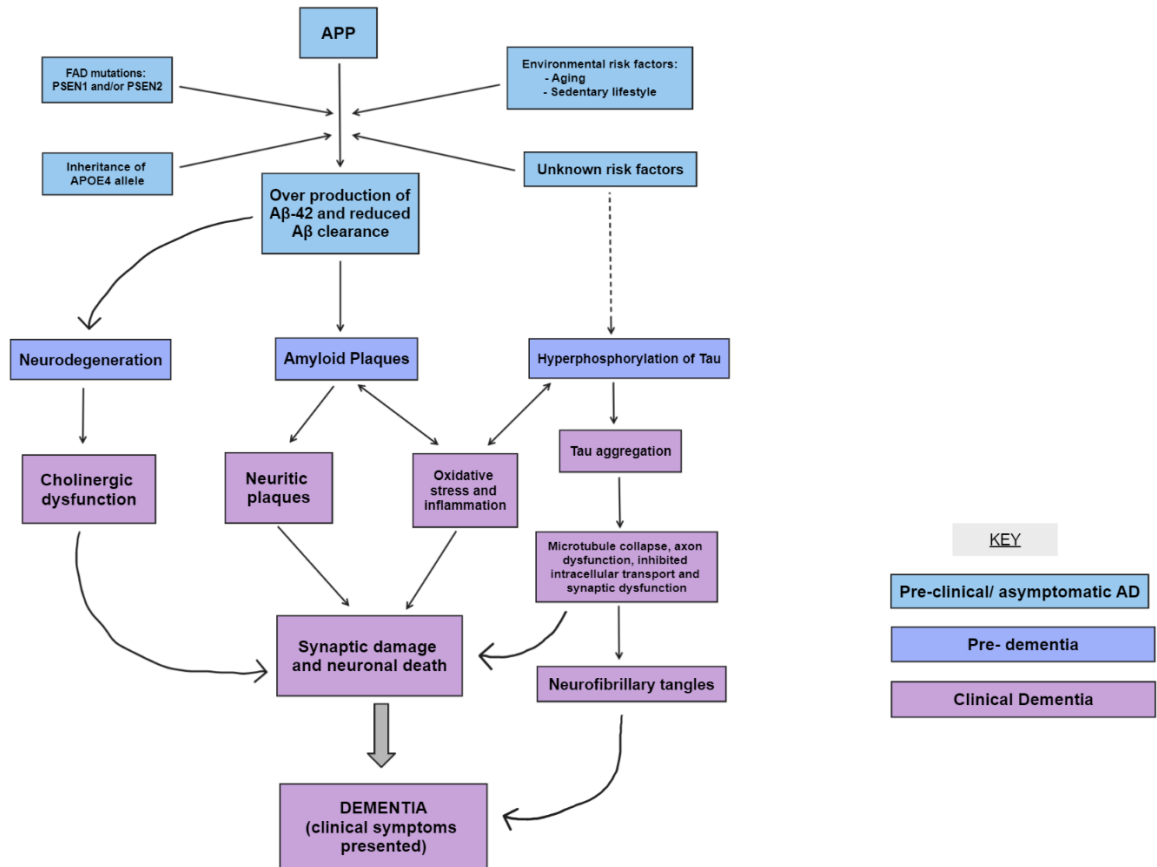 APP
FAD mutations:
PSEN1 and/or PSEN2
Environmental risk factors:
- Aging
- Sedentary lifestyle
Inheritance of
APOE4 allele
Unknown risk factors
Over production of
Aβ-42 and reduced
Aβ clearance
Neurodegeneration
Amyloid Plaques
Hyperphosphorylation of Tau
Cholinergic
dysfunction
Neuritic
plaques
Oxidative
stress and
inflammation
Tau aggregation
Microtubule collapse, axon
dysfunction, inhibited
intracellular transport and
synaptic dysfunction
Synaptic damage
and neuronal death
Neurofibrillary tangles
DEMENTIA
(clinical symptoms
presented)
KEY
Pre-clinical/ asymptomatic AD
Pre- dementia
Clinical Dementia